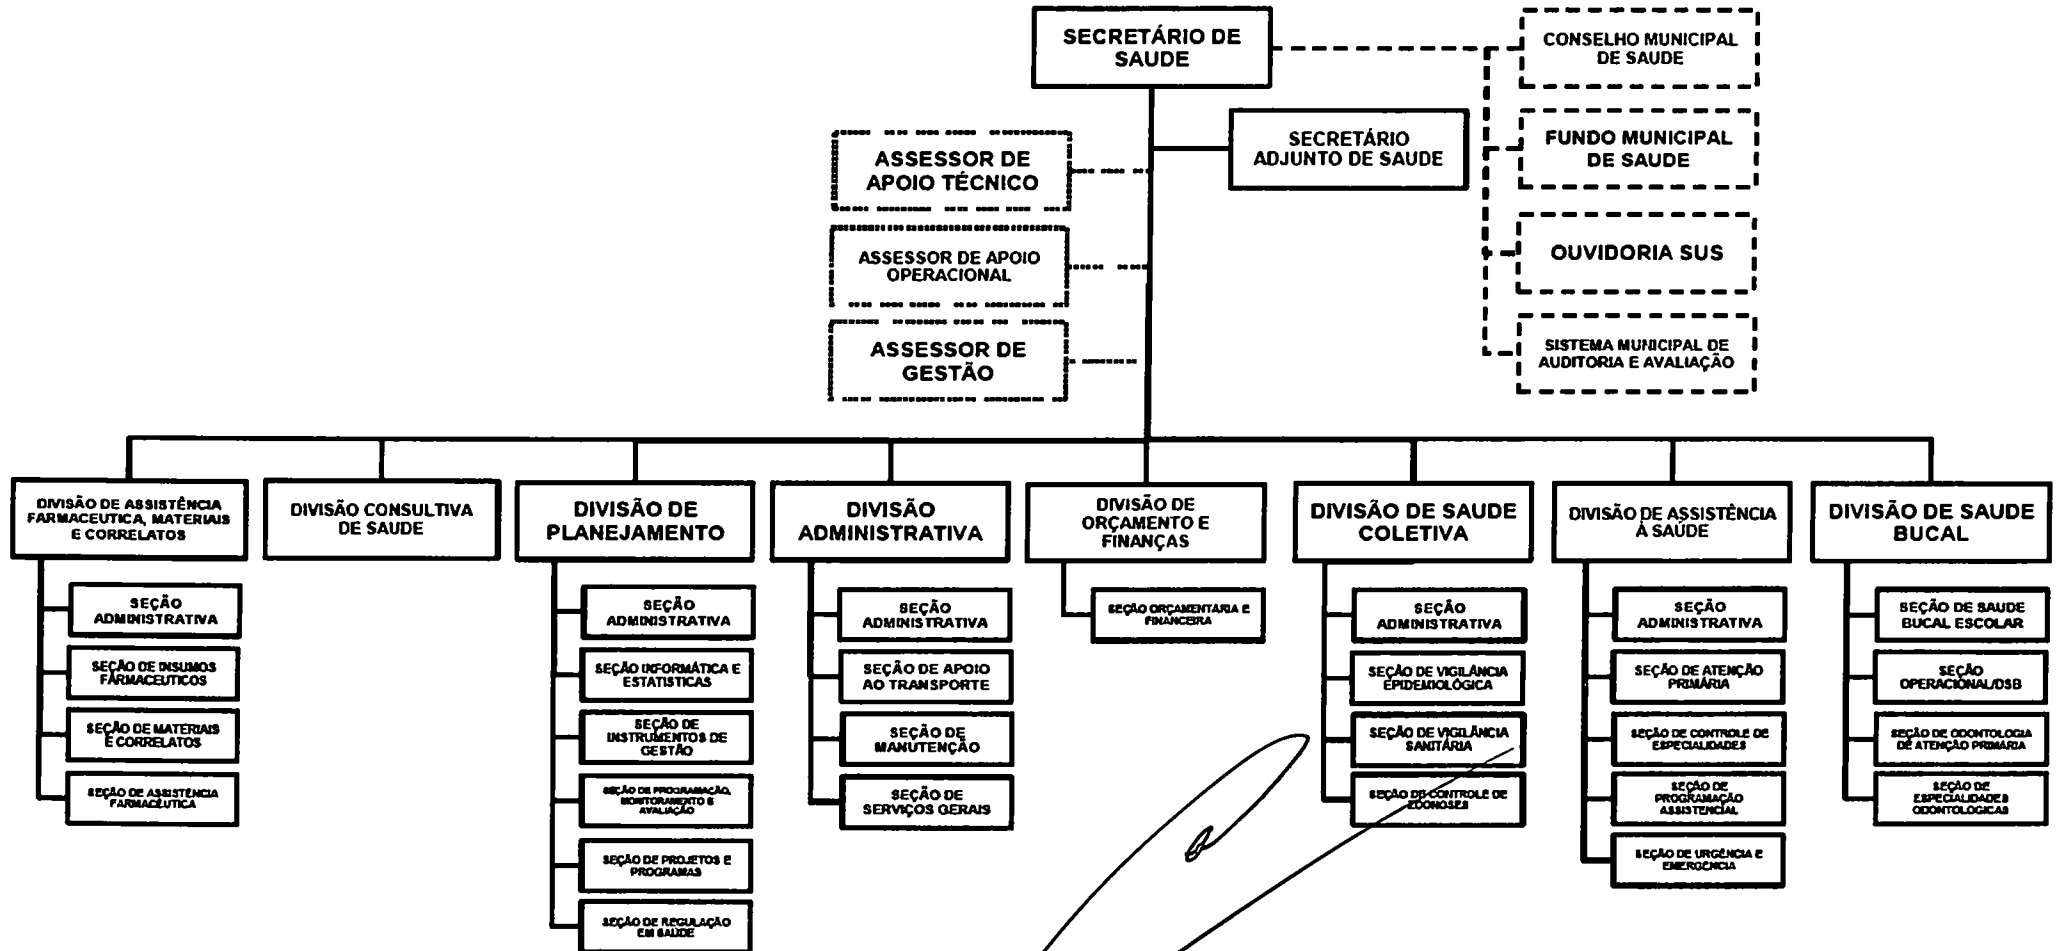 SECRETÁRIO DE
SAUDE
CONSELHO MUNICIPAL
DE SAUDE
SECRETÁRIO
ADJUNTO DE SAUDE
FUNDO MUNICIPAL
DE SAUDE
ASSESSOR DE
APOIO TÉCNICO
ASSESSOR DE APOIO
OPERACIONAL
OUVIDORIA SUS
ASSESSOR DE
GESTÃO
SISTEMA MUNICIPAL DE
AUDITORIA E AVALIAÇÃO
DIVISÃO DE ASSISTÊNCIA
FARMACEUTICA, MATERIAIS
E CORRELATOS
SEÇÃO
ADMINISTRATIVA
SEÇÃO DE INSUMOS
FÁRMACEUTICOS
SEÇÃO DE MATERIAIS
E CORRELATOS
SEÇÃO DE ASSISTÊNCIA
FARMACÊUTICA
DIVISÃO CONSULTIVA
DE SAUDE
DIVISÃO DE
PLANEJAMENTO
SEÇÃO
ADMINISTRATIVA
SEÇÃO INFORMÁTICA E
ESTATISTICAS
SEÇÃO DE
INSTRUMENTOS DE
GESTÃO
SEÇÃO DE PROGRAMAÇÃO,
MONITORAMENTO E
AVALIAÇÃO
SEÇÃO DE PROJETOS E
PROGRAMAS
SEÇÃO DE REGULAÇÃO
EM SAUDE
DIVISÃO
ADMINISTRATIVA
SEÇÃO
ADMINISTRATIVA
SEÇÃO DE APOIO
AO TRANSPORTE
SEÇÃO DE
MANUTENÇÃO
SEÇÃO DE
SERVIÇOS GERAIS
DIVISÃO DE
ORÇAMENTO E
FINANÇAS
SEÇÃO ORÇAMENTARIA E
FINANCEIRA
DIVISÃO DE SAUDE
COLETIVA
SEÇÃO
ADMINISTRATIVA
SEÇÃO DE VIGILÂNCIA
EPIDEMIOLÓGICA
SEÇÃO DE VIGILÂNCIA
SANITÁRIA
SEÇÃO DE CONTROLE DE
ZOONOSES
DIVISÃO DE ASSISTÊNCIA
À SAÚDE
SEÇÃO
ADMINISTRATIVA
SEÇÃO DE ATENÇÃO
PRIMÁRIA
SEÇÃO DE CONTROLE DE
ESPECIALIDADES
SEÇÃO DE
PROGRAMAÇÃO
ASSISTENCIAL
SEÇÃO DE URGÊNCIA E
EMERGENCIA
DIVISÃO DE SAUDE
BUCAL
SEÇÃO DE SAUDE
BUCAL ESCOLAR
SEÇÃO
OPERACIONAL/DSB
SEÇÃO DE ODONTOLOGIA
DE ATENÇÃO PRIMÁRIA
SEÇÃO DE
ESPECIALIDADES
ODONTOLOGICAS